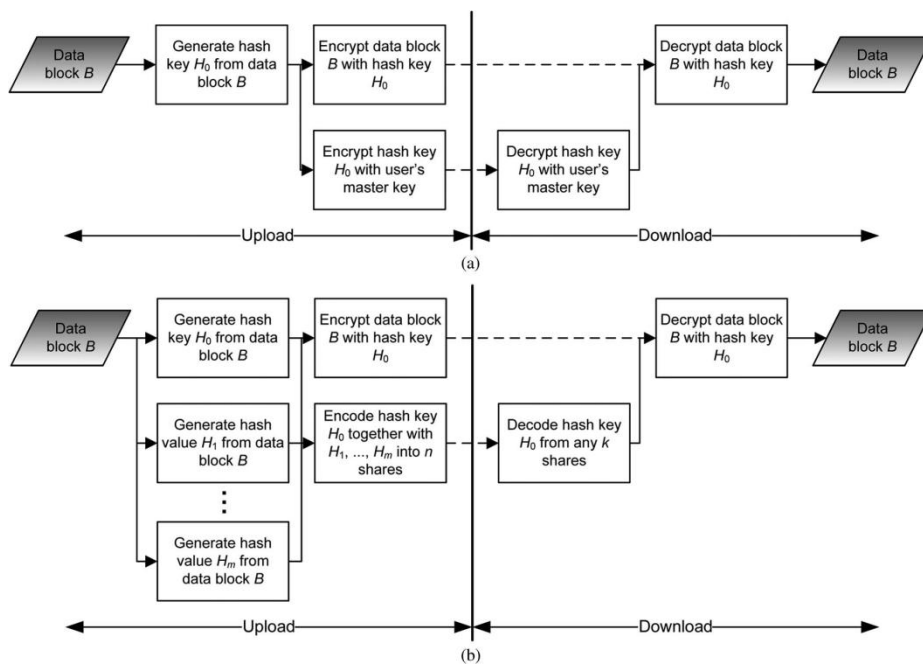 (a)
Data
block B
Generate hash
key H₀ from data
block B
Encrypt data block
B with hash key
H₀
Decrypt data block
B with hash key
H₀
Data
block B
Encrypt hash key
H₀ with user's
master key
Decrypt hash key
H₀ with user's
master key
Upload
Download
(a)
Data
block B
Generate hash
key H₀ from data
block B
Encrypt data block
B with hash key
H₀
Decrypt data block
B with hash key
H₀
Data
block B
Generate hash
value H₁ from data
block B
Encode hash key
H₀ together with
H₁, ..., Hₘ into n
shares
Decode hash key
H₀ from any k
shares
Generate hash
value Hₘ from
data block B
Upload
Download
(b)